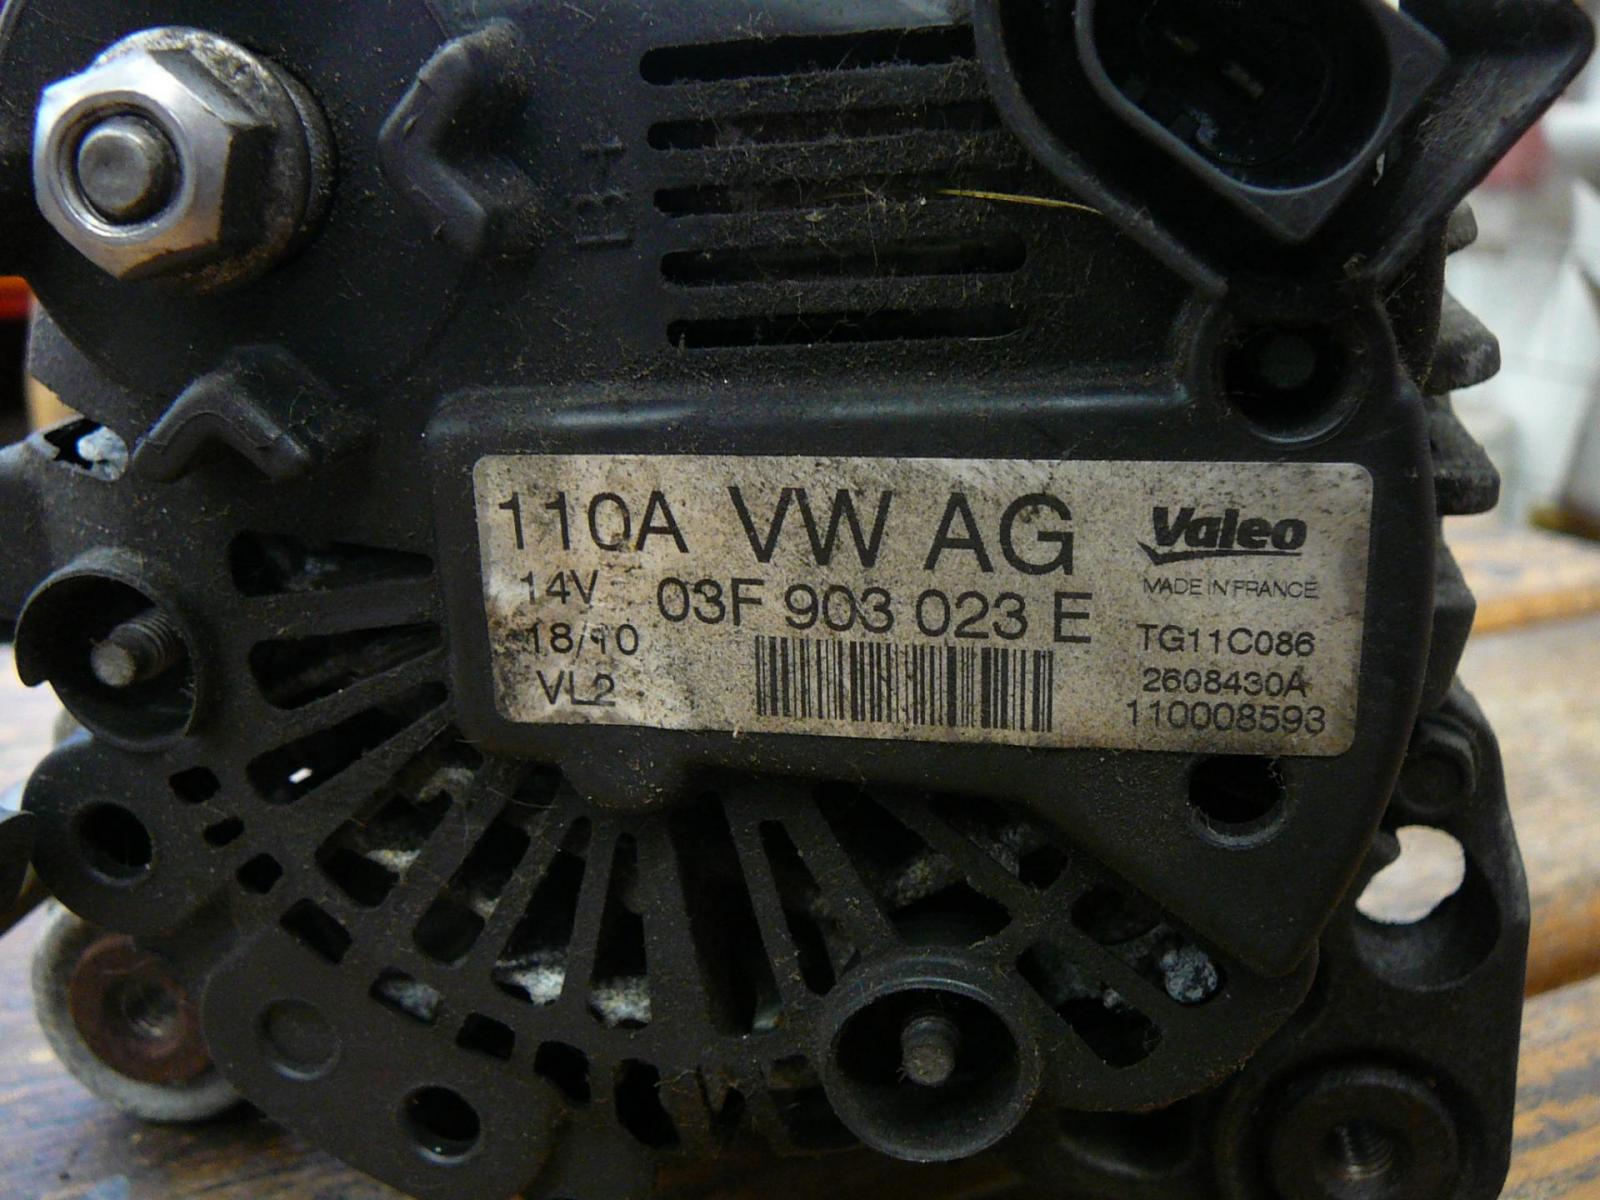 B+
110A VW AG Valeo
14V 03F 903 023 E MADE IN FRANCE
18/10 TG11C086
VL2 2608430A
110008593